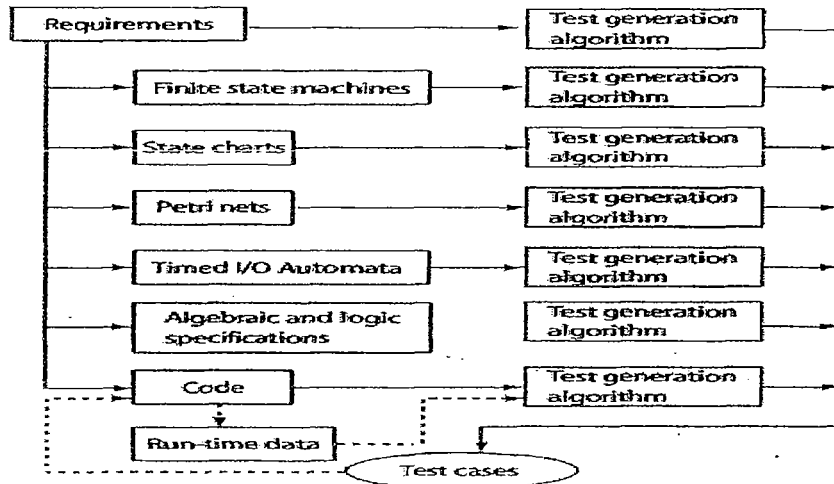 Requirements
Test generation
algorithm
Finite state machines
Test generation
algorithm
State charts
Test generation
algorithm
Petri nets
Test generation
algorithm
Timed I/O Automata
Test generation
algorithm
Algebraic and logic
specifications
Test generation
algorithm
Code
Test generation
algorithm
Run-time data
Test cases